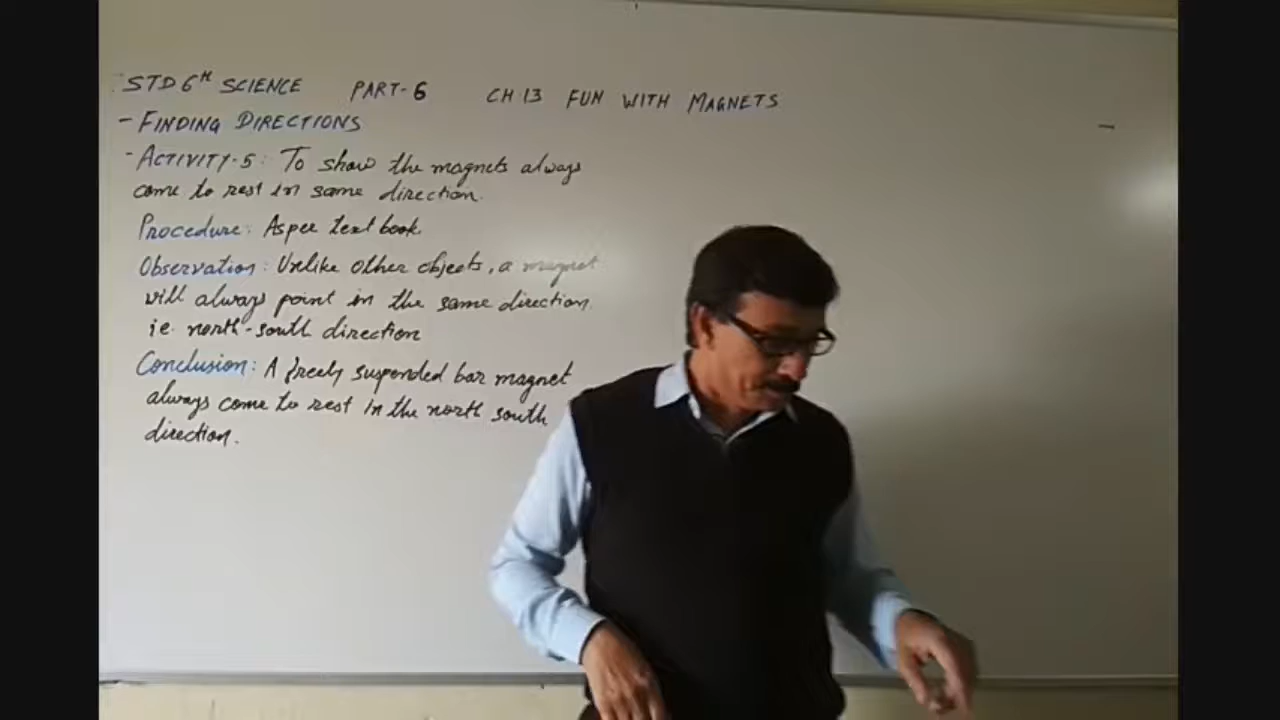 STD 6TH SCIENCE PART-6 CH 13 FUN WITH MAGNETS
- FINDING DIRECTIONS
- ACTIVITY-5: To show the magnets always
come to rest in same direction.
Procedure: As per text book
Observation: Unlike other objects, a magnet
will always point in the same direction.
i.e. north-south direction
Conclusion: A freely suspended bar magnet
always come to rest in the north south
direction.